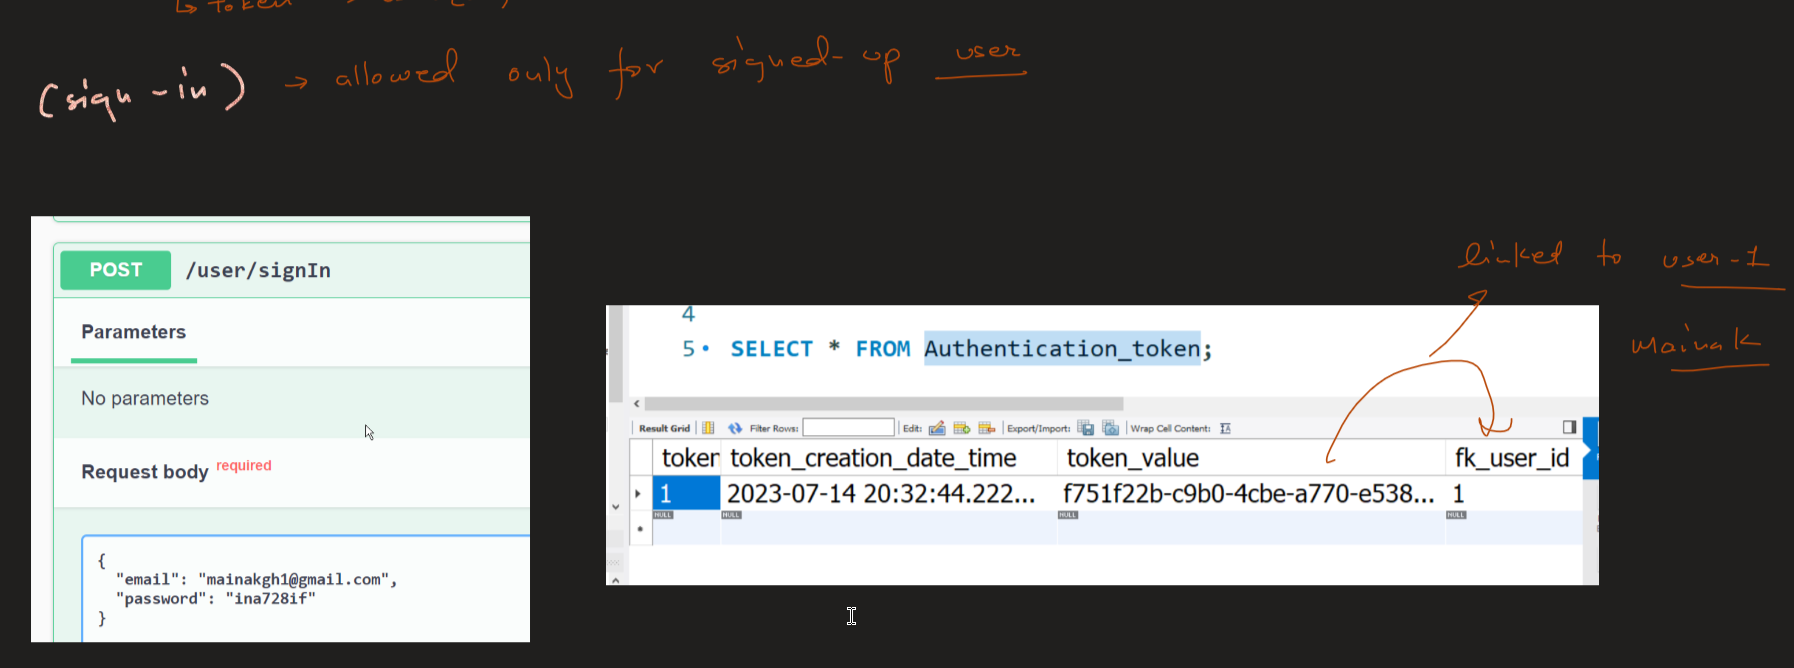 ↳ Token
(sign-in) → allowed only for signed-up user
POST /user/signIn
Parameters
No parameters
Request body required
{
"email": "mainakgh1@gmail.com",
"password": "ina728if"
}
linked to user-1
mainak
4
5 • SELECT * FROM Authentication_token;
Result Grid Filter Rows: Edit: Export/Import: Wrap Cell Content:
token token_creation_date_time token_value fk_user_id
1 2023-07-14 20:32:44.222... f751f22b-c9b0-4cbe-a770-e538... 1
NULL NULL NULL NULL